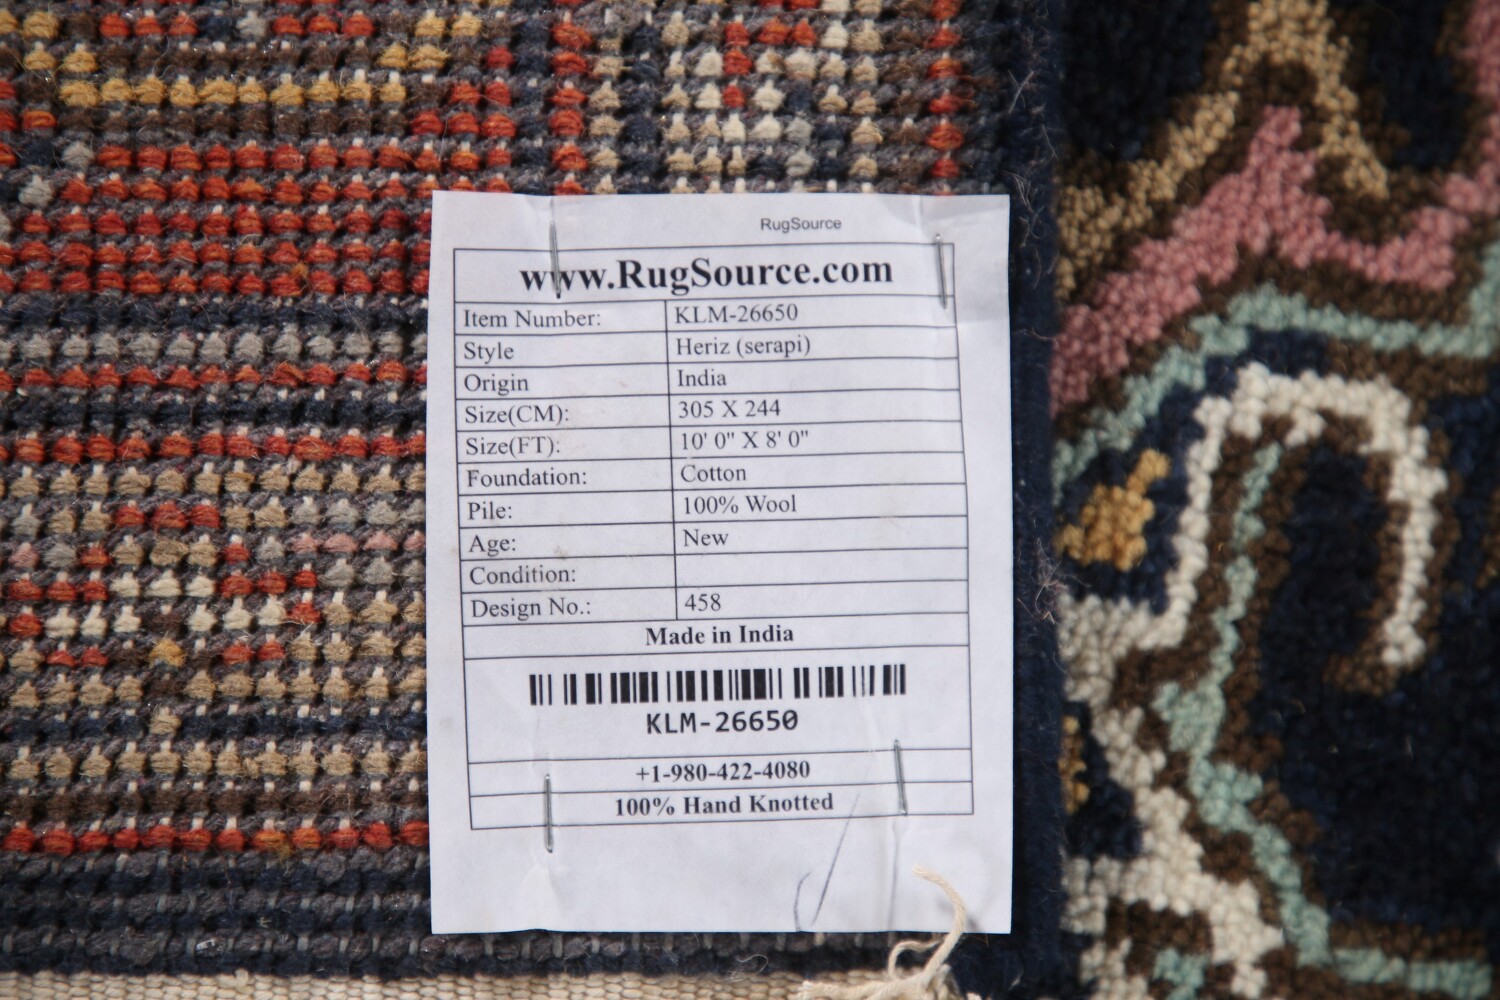 RugSource
www.RugSource.com
Item Number: KLM-26650
Style Heriz (serapi)
Origin India
Size(CM): 305 X 244
Size(FT): 10' 0" X 8' 0"
Foundation: Cotton
Pile: 100% Wool
Age: New
Condition:
Design No.: 458
Made in India
KLM-26650
+1-980-422-4080
100% Hand Knotted